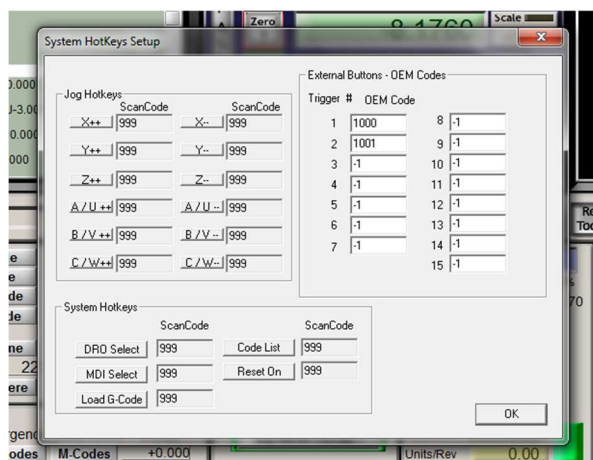 Zero
8.1760
Scale
System HotKeys Setup
Jog Hotkeys
ScanCode ScanCode
X++ 999 X-- 999
Y++ 999 Y-- 999
Z++ 999 Z-- 999
A / U ++ 999 A / U -- 999
B / V ++ 999 B / V -- 999
C / W++ 999 C / W-- 999
External Buttons - OEM Codes
Trigger # OEM Code
1 1000 8 -1
2 1001 9 -1
3 -1 10 -1
4 -1 11 -1
5 -1 12 -1
6 -1 13 -1
7 -1 14 -1
15 -1
System Hotkeys
ScanCode ScanCode
DRO Select 999 Code List 999
MDI Select 999 Reset On 999
Load G-Code 999
OK
M-Codes +0.000
Units/Rev 0.00